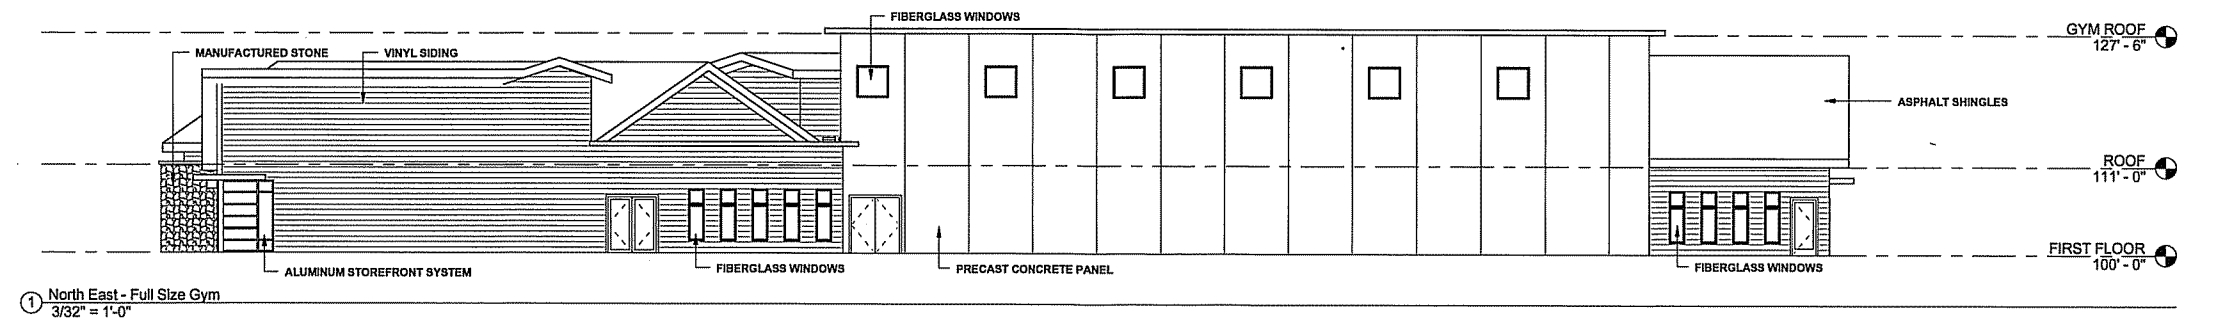 FIBERGLASS WINDOWS
GYM ROOF
127' - 6"
MANUFACTURED STONE
VINYL SIDING
ASPHALT SHINGLES
ROOF
111' - 0"
FIRST FLOOR
100' - 0"
ALUMINUM STOREFRONT SYSTEM
FIBERGLASS WINDOWS
PRECAST CONCRETE PANEL
FIBERGLASS WINDOWS
1 North East - Full Size Gym
3/32" = 1'-0"